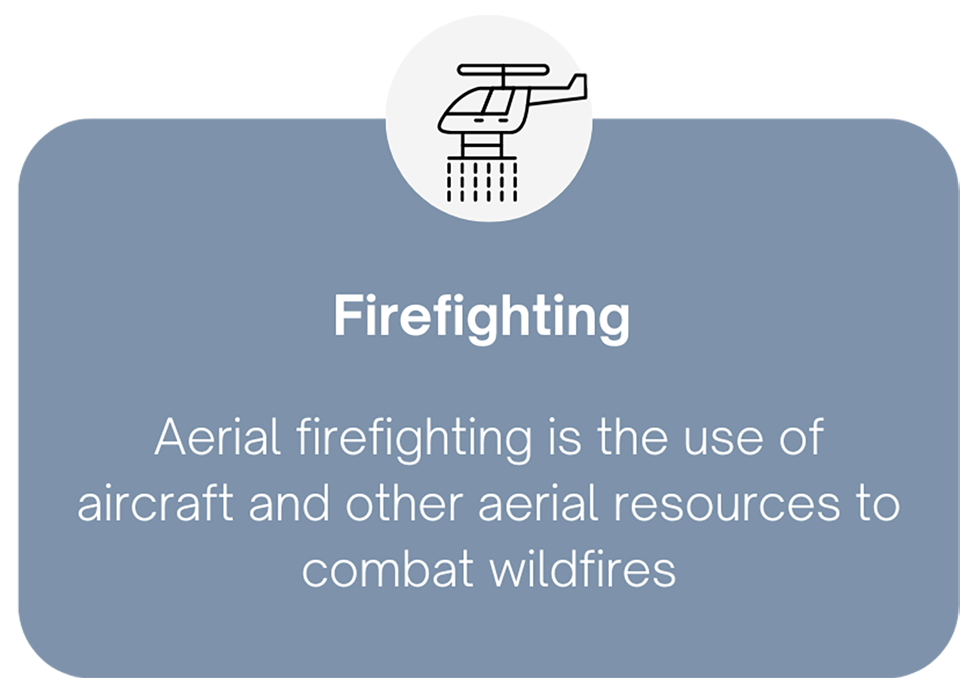 Firefighting
Aerial firefighting is the use of
aircraft and other aerial resources to
combat wildfires